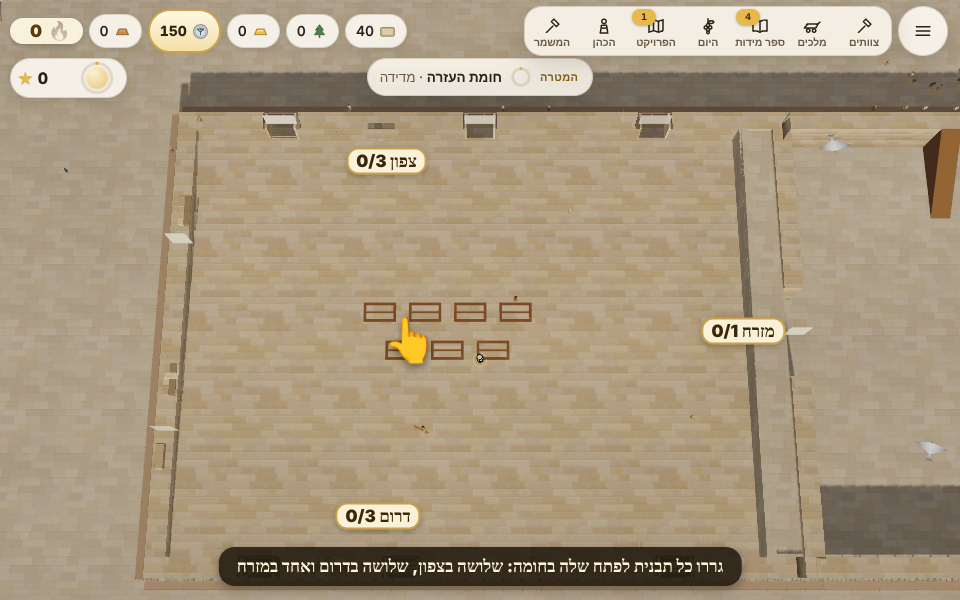 0
0
150
0
0
40
המשמר
הכהן
1
הפרויקט
היום
4
ספר מידות
מלכים
צוותים
0
המטרה חומת העזרה · מדידה
צפון 0/3
מזרח 0/1
דרום 0/3
גררו כל תבנית לפתח שלה בחומה: שלושה בצפון, שלושה בדרום ואחד במזרח